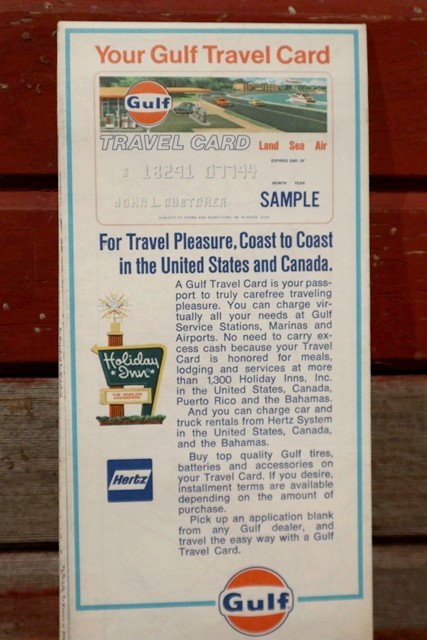 Your Gulf Travel Card
Gulf
TRAVEL CARD Land Sea Air
EXPIRES END OF
MONTH YEAR
SAMPLE
For Travel Pleasure, Coast to Coast
in the United States and Canada.
A Gulf Travel Card is your pass-
port to truly carefree traveling
pleasure. You can charge vir-
tually all your needs at Gulf
Service Stations, Marinas and
Airports. No need to carry ex-
cess cash because your Travel
Card is honored for meals,
lodging and services at more
than 1,300 Holiday Inns, Inc.
in the United States, Canada,
Puerto Rico and the Bahamas.
And you can charge car and
truck rentals from Hertz System
in the United States, Canada,
and the Bahamas.
Buy top quality Gulf tires,
batteries and accessories on
your Travel Card. If you desire,
installment terms are available
depending on the amount of
purchase.
Pick up an application blank
from any Gulf dealer, and
travel the easy way with a Gulf
Travel Card.
Holiday
Inn
Hertz
Gulf